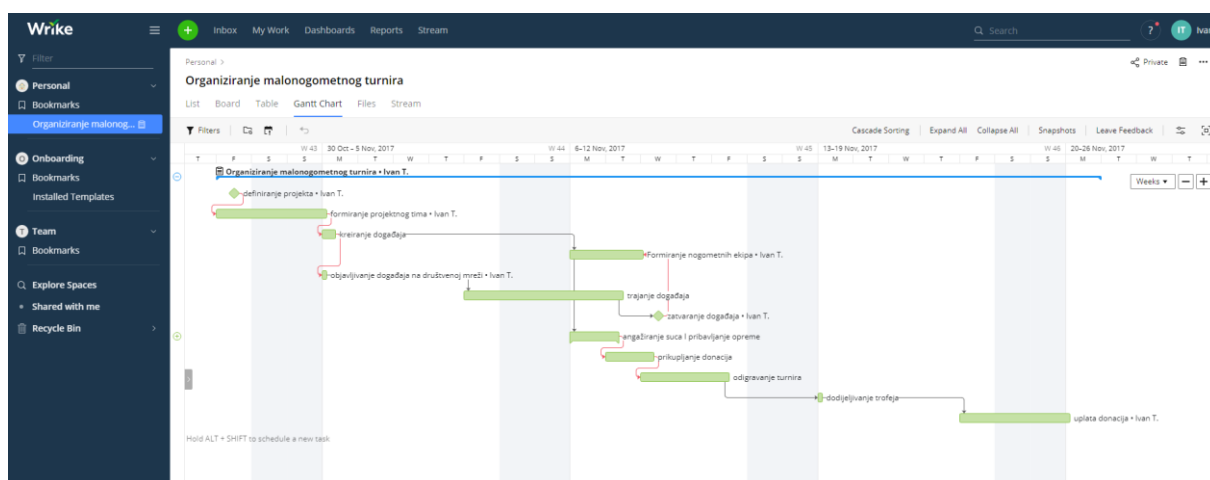 Wrike
Inbox My Work Dashboards Reports Stream
Search
?
IT Ivan
Filter
Personal
Bookmarks
Organiziranje malonog...
Onboarding
Bookmarks
Installed Templates
Team
Bookmarks
Explore Spaces
Shared with me
Recycle Bin
Personal >
Private
Organiziranje malonogometnog turnira
List Board Table Gantt Chart Files Stream
Filters Cascade Sorting Expand All Collapse All Snapshots Leave Feedback
W 43 30 Oct - 5 Nov, 2017 W 44 6-12 Nov, 2017 W 45 13-19 Nov, 2017 W 46 20-26 Nov, 2017
T F S S M T W T F S S M T W T F S S M T W T F S S M T W T
Organiziranje malonogometnog turnira • Ivan T.
Weeks
definiranje projekta • Ivan T.
formiranje projektnog tima • Ivan T.
kreiranje događaja
Formiranje nogometnih ekipa • Ivan T.
objavljivanje događaja na društvenoj mreži • Ivan T.
trajanje događaja
zatvaranje događaja • Ivan T.
angažiranje suca I pribavljanje opreme
prikupljanje donacija
odigravanje turnira
dodijeljivanje trofeja
uplata donacija • Ivan T.
Hold ALT + SHIFT to schedule a new task